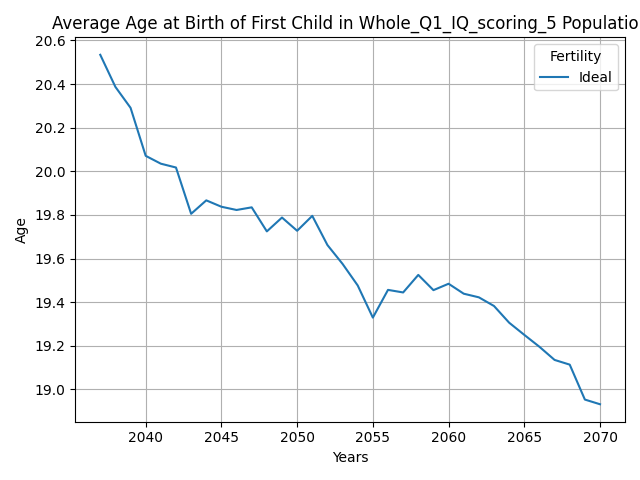 Average Age at Birth of First Child in Whole_Q1_IQ_scoring_5 Populatio
20.6
20.4
20.2
20.0
19.8
19.6
19.4
19.2
19.0
Age
Fertility
Ideal
2040 2045 2050 2055 2060 2065 2070
Years